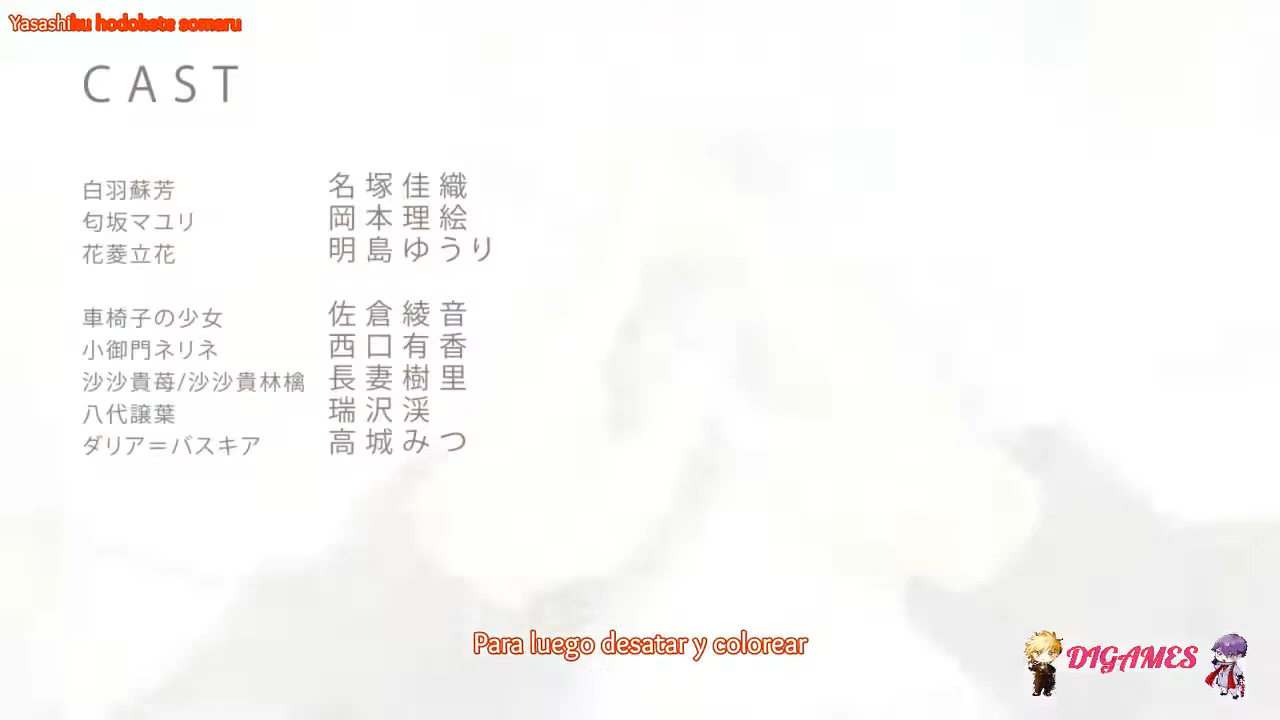 Yasashiku hodokete somaru
CAST
白羽蘇芳 名塚佳織
匂坂マユリ 岡本理絵
花菱立花 明島ゆうり
車椅子の少女 佐倉綾音
小御門ネリネ 西口有香
沙沙貴苺/沙沙貴林檎 長妻樹里
八代譲葉 瑞沢渓
ダリア＝バスキア 高城みつ
Para luego desatar y colorear
DIGAMES